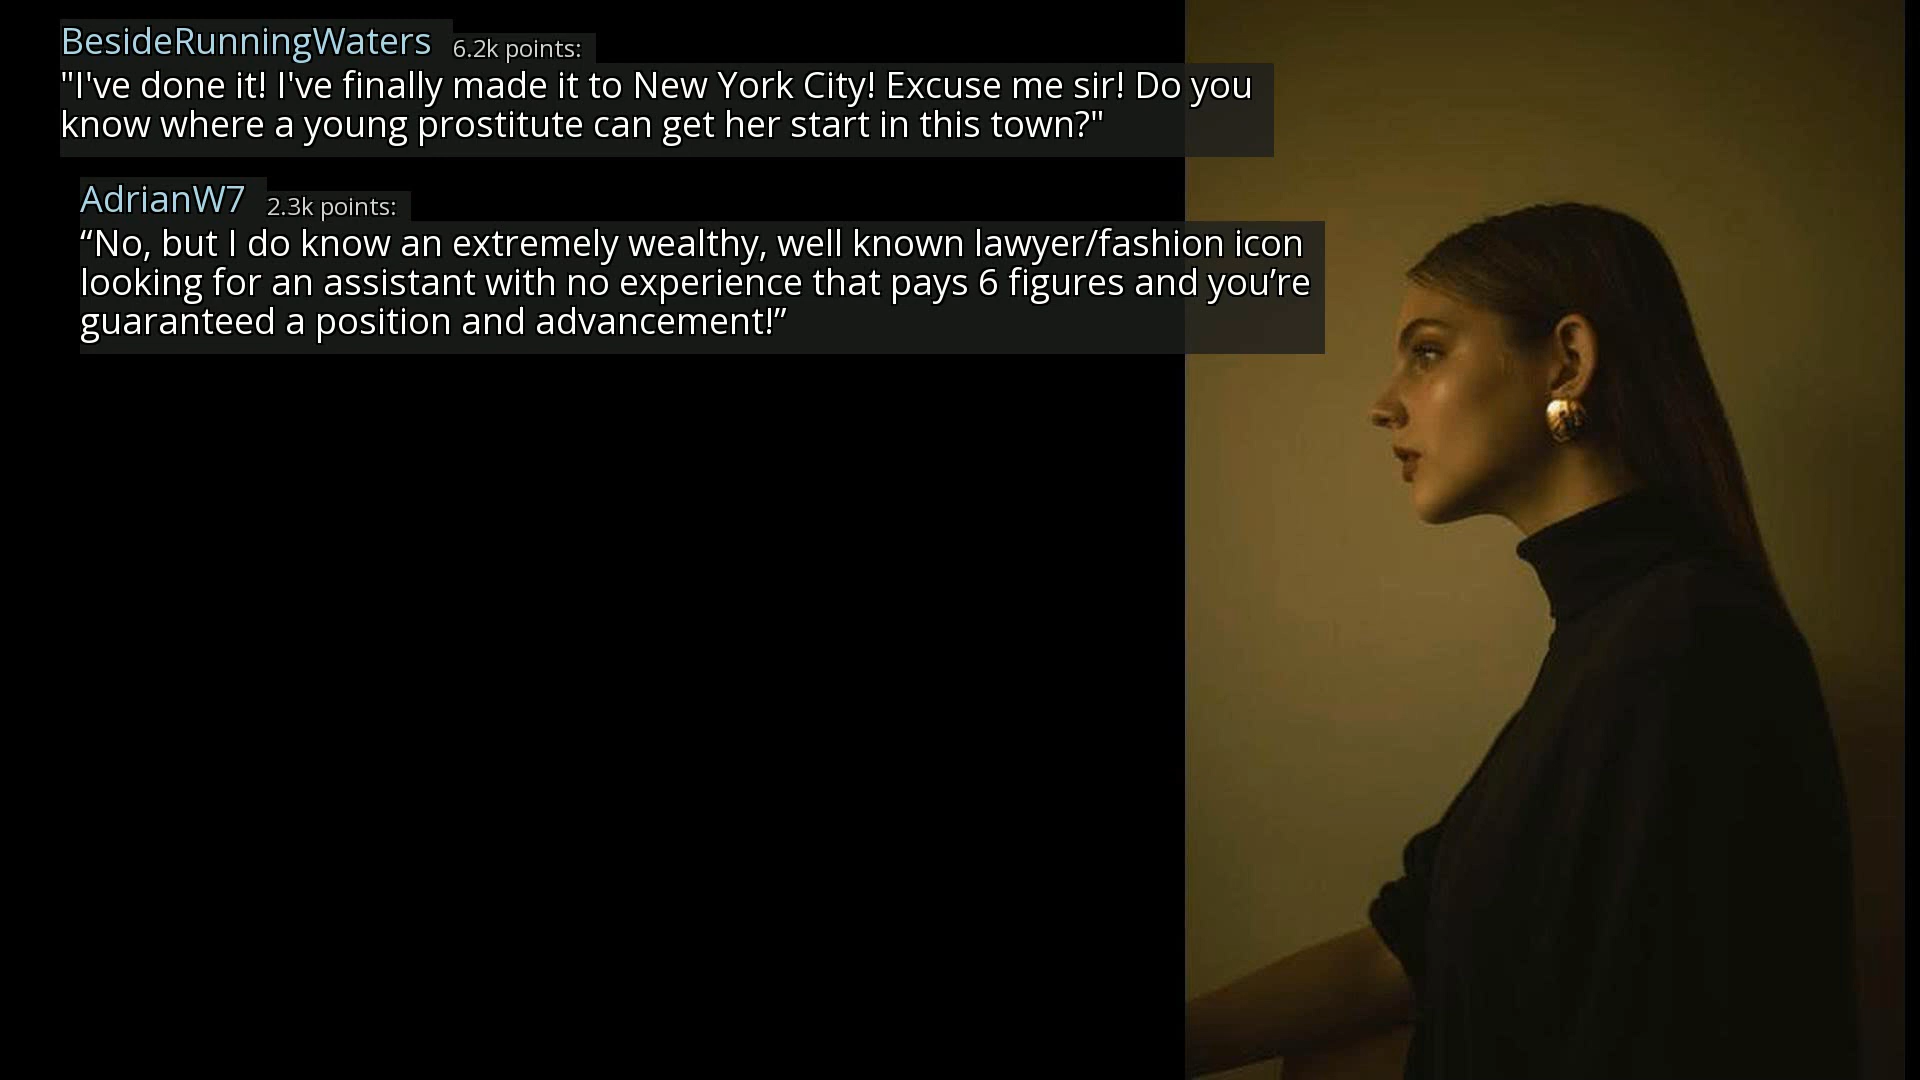 BesideRunningWaters 6.2k points:
"I've done it! I've finally made it to New York City! Excuse me sir! Do you
know where a young prostitute can get her start in this town?"
AdrianW7 2.3k points:
“No, but I do know an extremely wealthy, well known lawyer/fashion icon
looking for an assistant with no experience that pays 6 figures and you’re
guaranteed a position and advancement!”